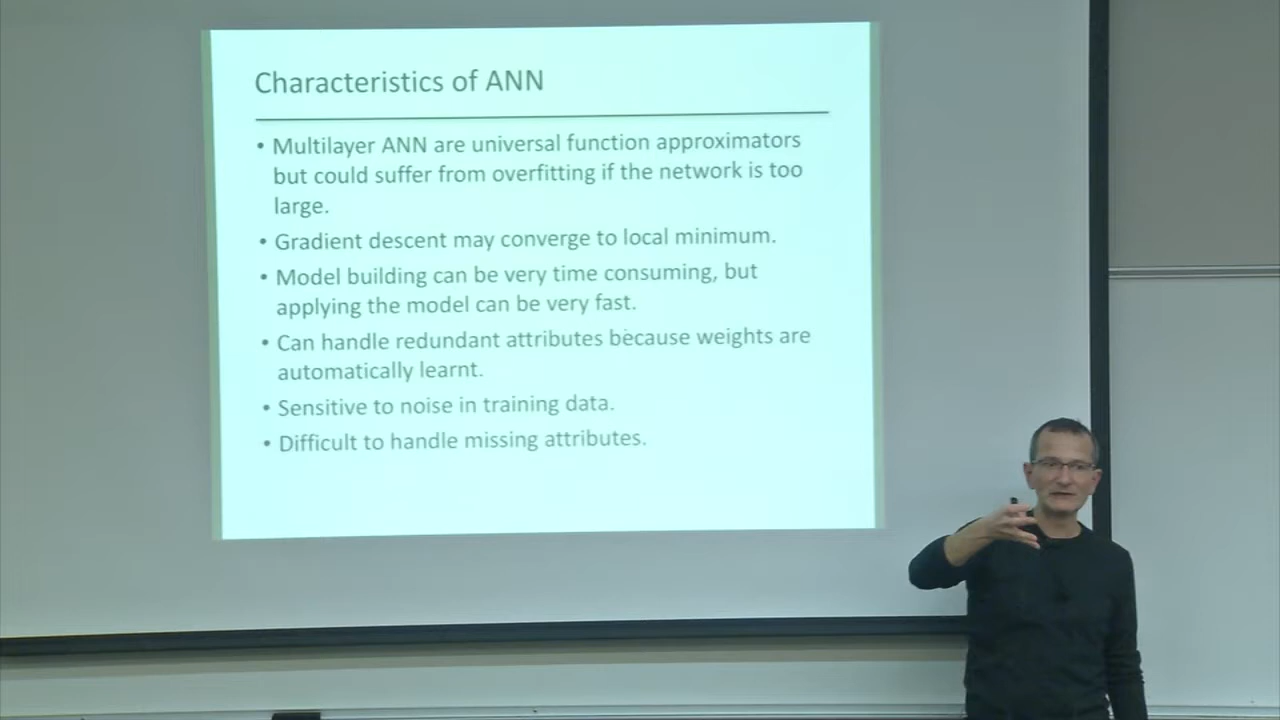 Characteristics of ANN
• Multilayer ANN are universal function approximators
but could suffer from overfitting if the network is too
large.
• Gradient descent may converge to local minimum.
• Model building can be very time consuming, but
applying the model can be very fast.
• Can handle redundant attributes because weights are
automatically learnt.
• Sensitive to noise in training data.
• Difficult to handle missing attributes.